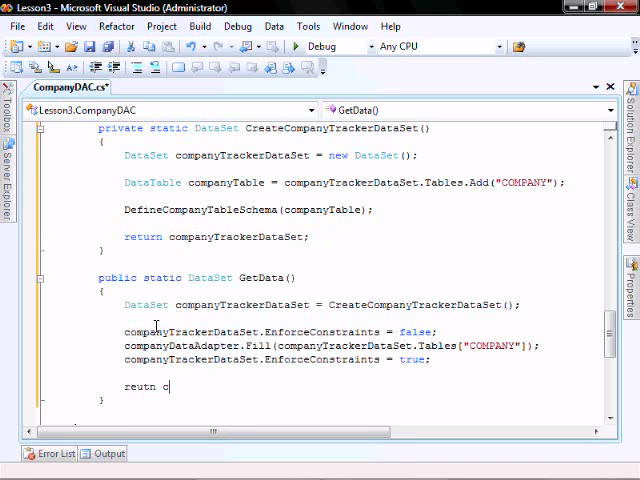 Lesson3 - Microsoft Visual Studio (Administrator)
File Edit View Refactor Project Build Debug Data Tools Window Help
Debug Any CPU
CompanyDAC.cs*
Lesson3.CompanyDAC GetData()
private static DataSet CreateCompanyTrackerDataSet()
{
DataSet companyTrackerDataSet = new DataSet();
DataTable companyTable = companyTrackerDataSet.Tables.Add("COMPANY");
DefineCompanyTableSchema(companyTable);
return companyTrackerDataSet;
}
public static DataSet GetData()
{
DataSet companyTrackerDataSet = CreateCompanyTrackerDataSet();
companyTrackerDataSet.EnforceConstraints = false;
companyDataAdapter.Fill(companyTrackerDataSet.Tables["COMPANY"]);
companyTrackerDataSet.EnforceConstraints = true;
reutn c
}
Toolbox
Server Explorer
Solution Explorer
Class View
Properties
Error List Output